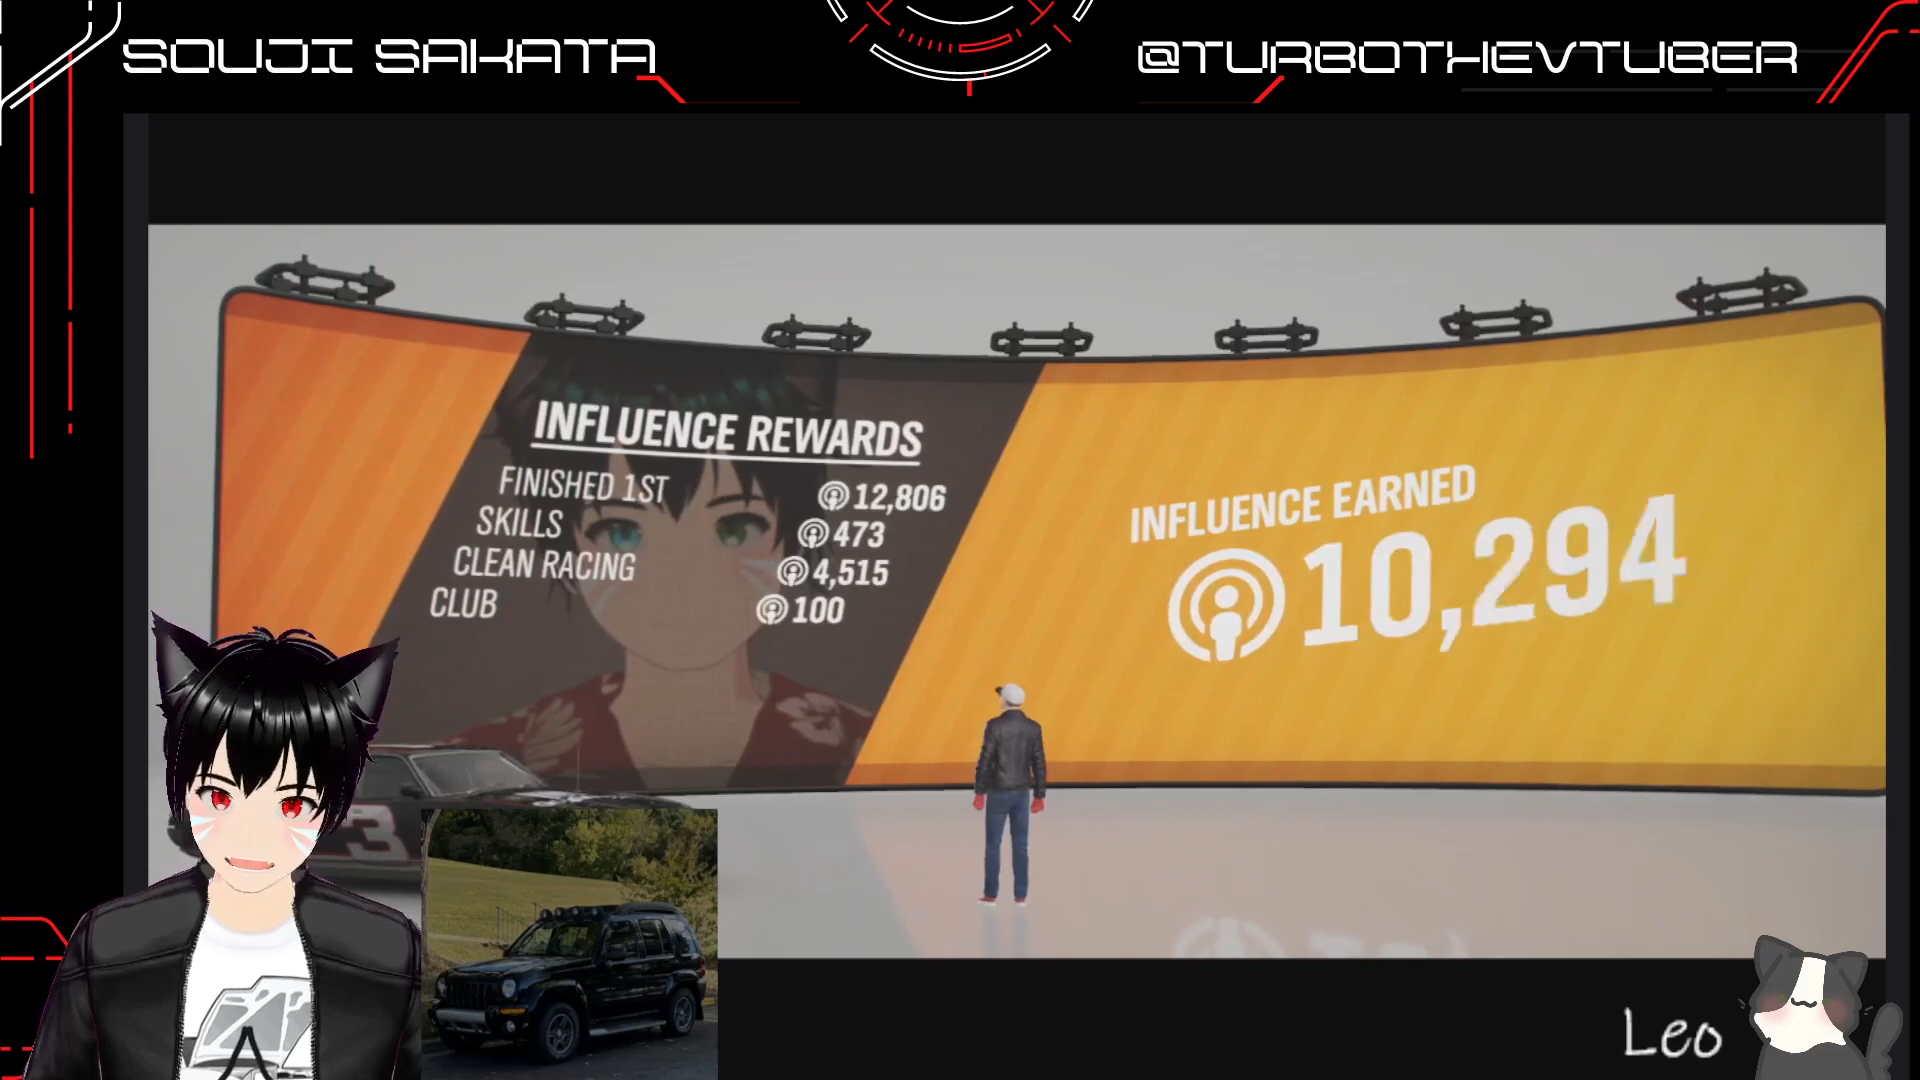 SOUJI SAKATA
@TURBOTHEVTUBER
INFLUENCE REWARDS
FINISHED 1ST 12,806
SKILLS 473
CLEAN RACING 4,515
CLUB 100
INFLUENCE EARNED
10,294
3
Leo